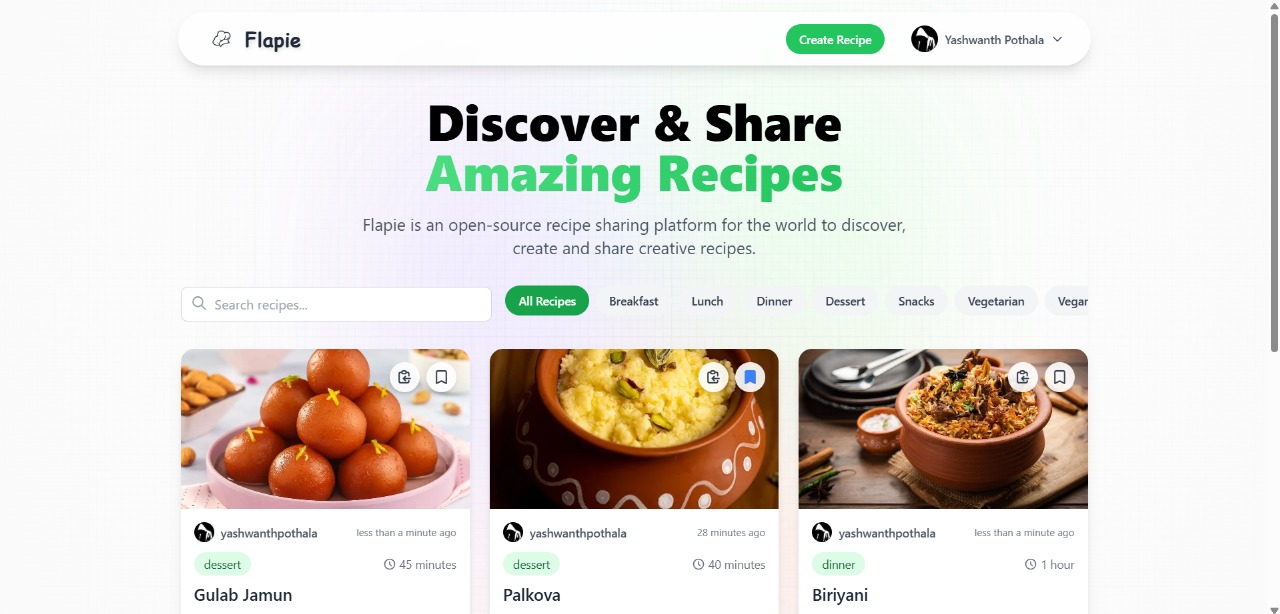 Flapie
Create Recipe
Yashwanth Pothala
Discover & Share
Amazing Recipes
Flapie is an open-source recipe sharing platform for the world to discover,
create and share creative recipes.
Search recipes...
All Recipes
Breakfast
Lunch
Dinner
Dessert
Snacks
Vegetarian
Vegan
yashwanthpothala
less than a minute ago
dessert
45 minutes
Gulab Jamun
yashwanthpothala
28 minutes ago
dessert
40 minutes
Palkova
yashwanthpothala
less than a minute ago
dinner
1 hour
Biriyani